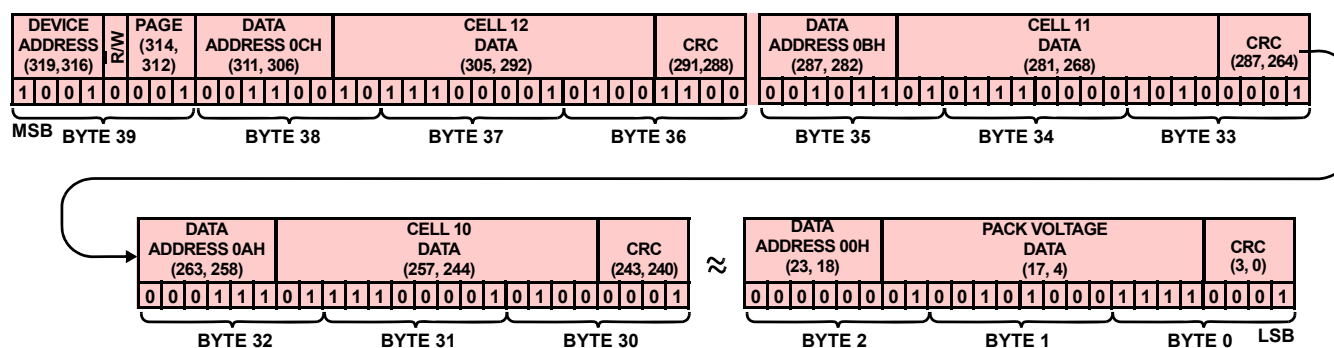 DEVICE ADDRESS (319,316)
R/W
PAGE (314, 312)
DATA ADDRESS 0CH (311, 306)
CELL 12 DATA (305, 292)
CRC (291,288)
DATA ADDRESS 0BH (287, 282)
CELL 11 DATA (281, 268)
CRC (287, 264)
1 0 0 1 0 0 0 1 0 0 1 1 0 0 1 0 1 1 1 0 0 0 0 1 0 1 0 0 1 1 0 0
0 0 1 0 1 1 0 1 0 1 1 1 0 0 0 0 1 0 1 0 0 0 0 1
MSB BYTE 39 BYTE 38 BYTE 37 BYTE 36 BYTE 35 BYTE 34 BYTE 33
DATA ADDRESS 0AH (263, 258)
CELL 10 DATA (257, 244)
CRC (243, 240)
≈
DATA ADDRESS 00H (23, 18)
PACK VOLTAGE DATA (17, 4)
CRC (3, 0)
0 0 0 1 1 1 0 1 1 1 1 0 0 0 0 1 0 1 0 0 0 0 0 1
0 0 0 0 0 0 0 1 0 0 1 0 1 0 0 0 1 1 1 1 0 0 0 1
BYTE 32 BYTE 31 BYTE 30 BYTE 2 BYTE 1 BYTE 0 LSB